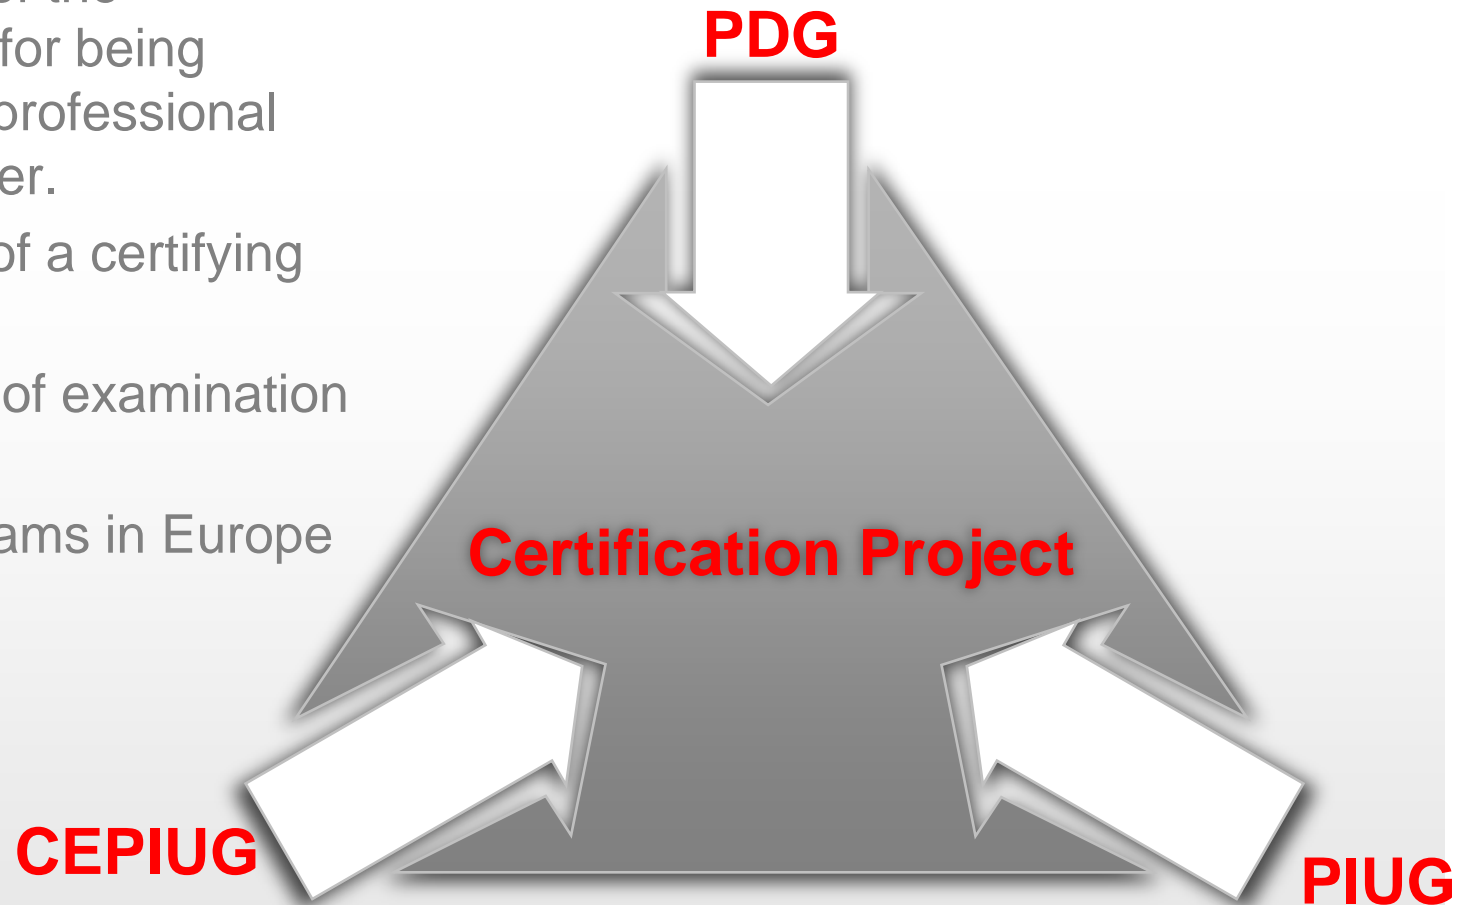 for being
professional
er.
of a certifying
of examination
ams in Europe
PDG
Certification Project
CEPIUG
PIUG